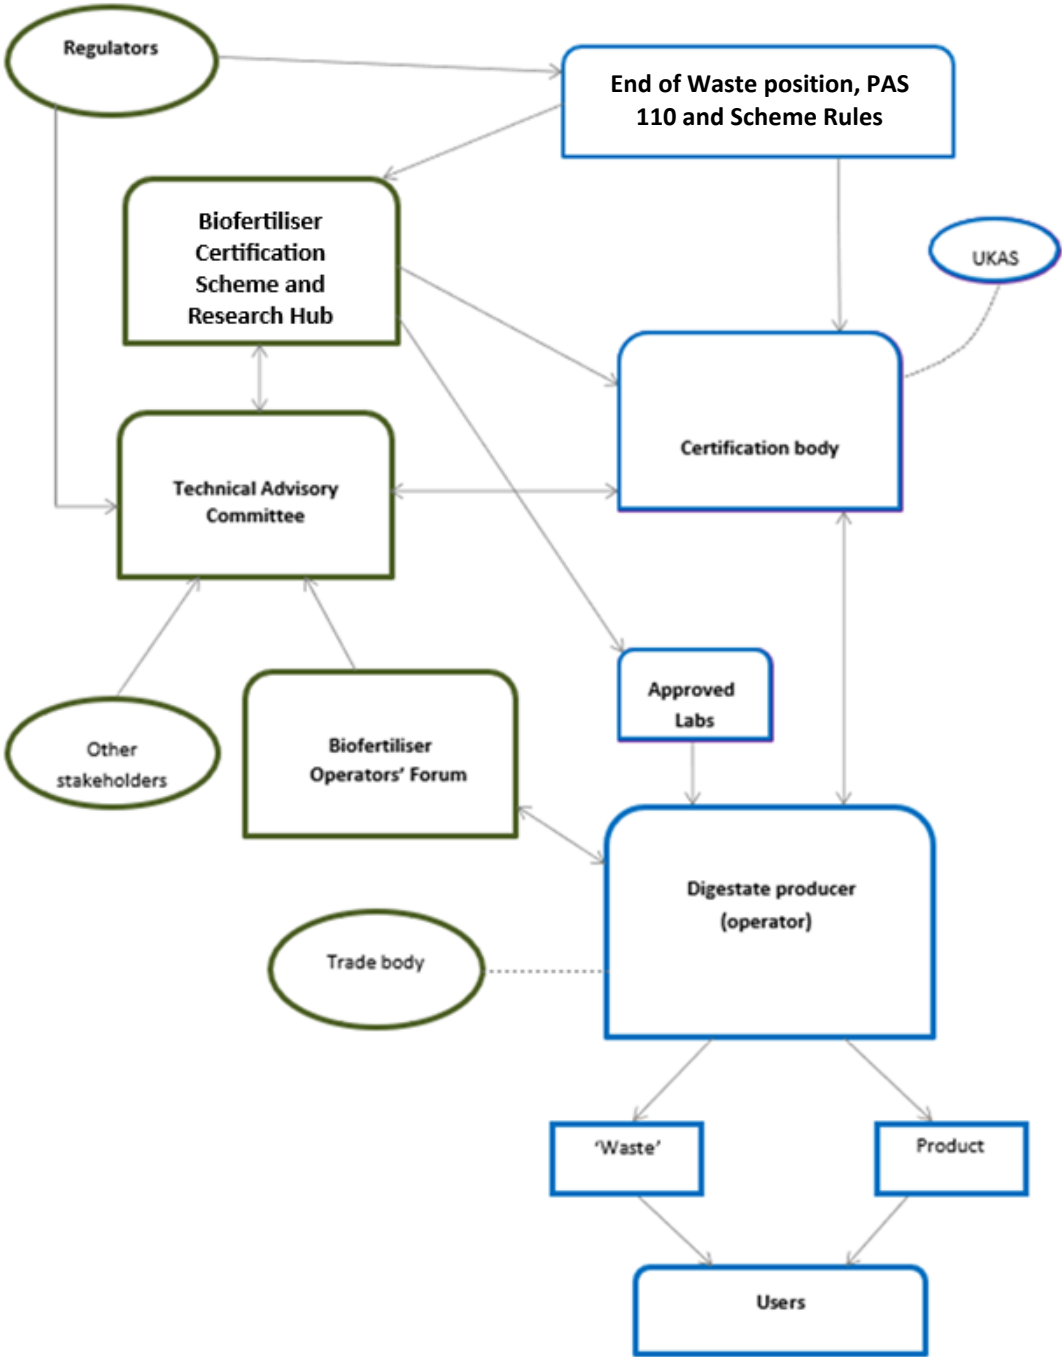 Regulators
End of Waste position, PAS
110 and Scheme Rules
Biofertiliser
Certification
Scheme and
Research Hub
UKAS
Certification body
Technical Advisory
Committee
Approved
Labs
Other
stakeholders
Biofertiliser
Operators’ Forum
Digestate producer
(operator)
Trade body
‘Waste’
Product
Users